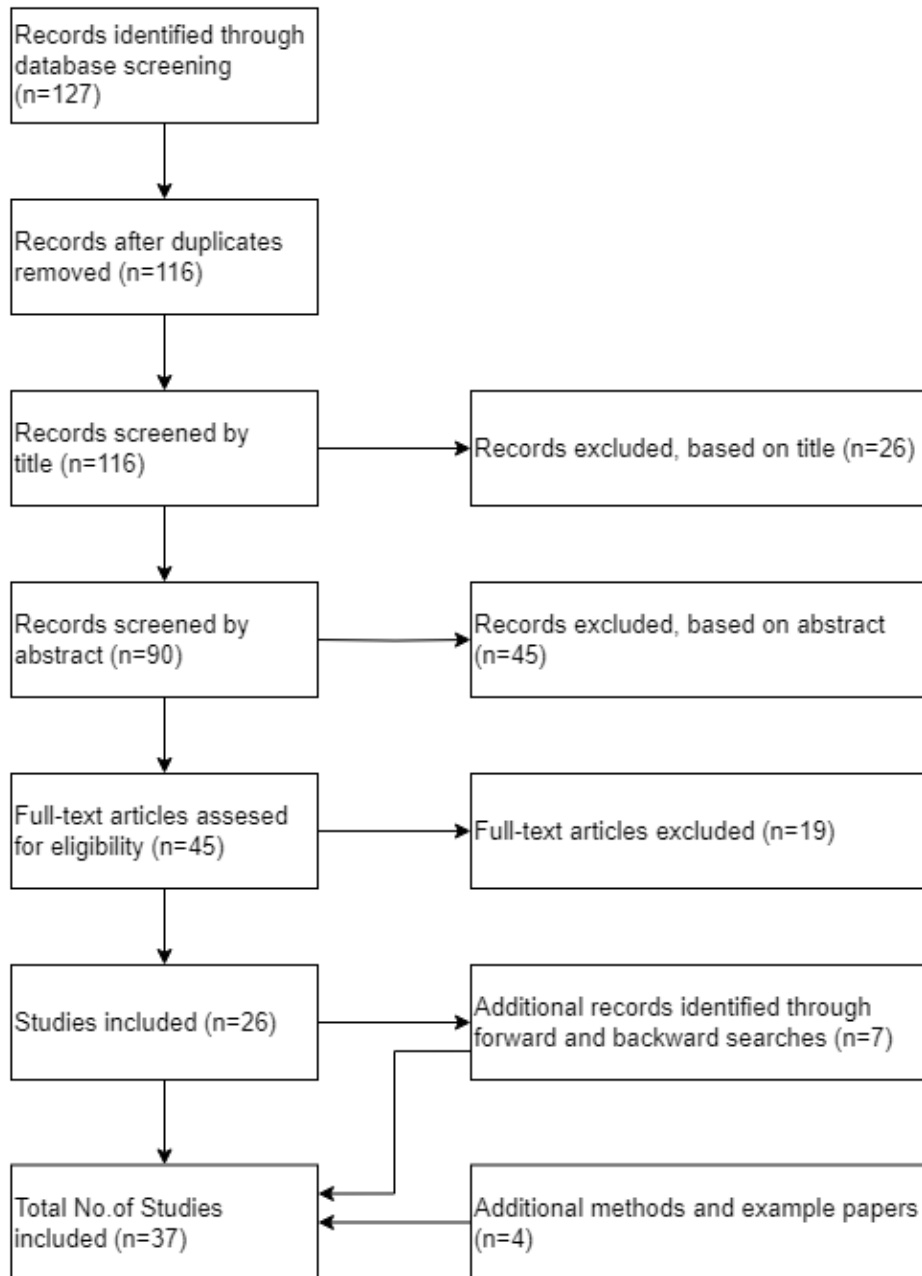 Records identified through
database screening
(n=127)
Records after duplicates
removed (n=116)
Records screened by
title (n=116)
Records excluded, based on title (n=26)
Records screened by
abstract (n=90)
Records excluded, based on abstract
(n=45)
Full-text articles assesed
for eligibility (n=45)
Full-text articles excluded (n=19)
Studies included (n=26)
Additional records identified through
forward and backward searches (n=7)
Total No.of Studies
included (n=37)
Additional methods and example papers
(n=4)